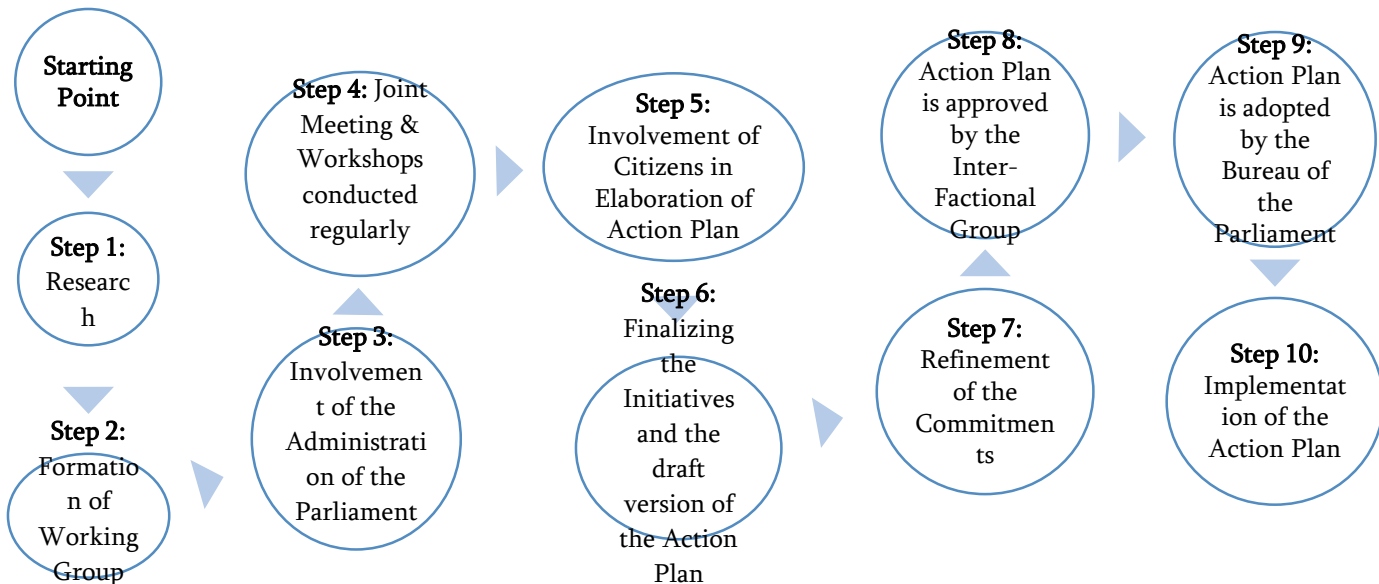 Starting
Point
Step 1:
Researc
h
Step 2:
Formatio
n of
Working
Group
Step 3:
Involvemen
t of the
Administrati
on of the
Parliament
Step 4: Joint
Meeting &
Workshops
conducted
regularly
Step 5:
Involvement of
Citizens in
Elaboration of
Action Plan
Step 6:
Finalizing
the
Initiatives
and the
draft
version of
the Action
Plan
Step 7:
Refinement
of the
Commitmen
ts
Step 8:
Action Plan
is approved
by the
Inter-
Factional
Group
Step 9:
Action Plan
is adopted
by the
Bureau of
the
Parliament
Step 10:
Implementat
ion of the
Action Plan